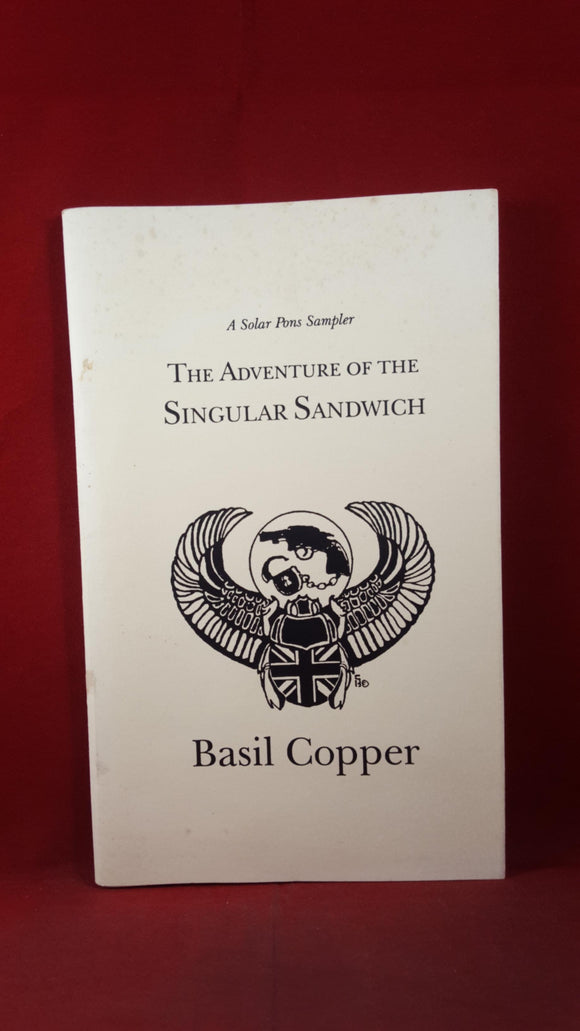 A Solar Pons Sampler
THE ADVENTURE OF THE
SINGULAR SANDWICH
Basil Copper